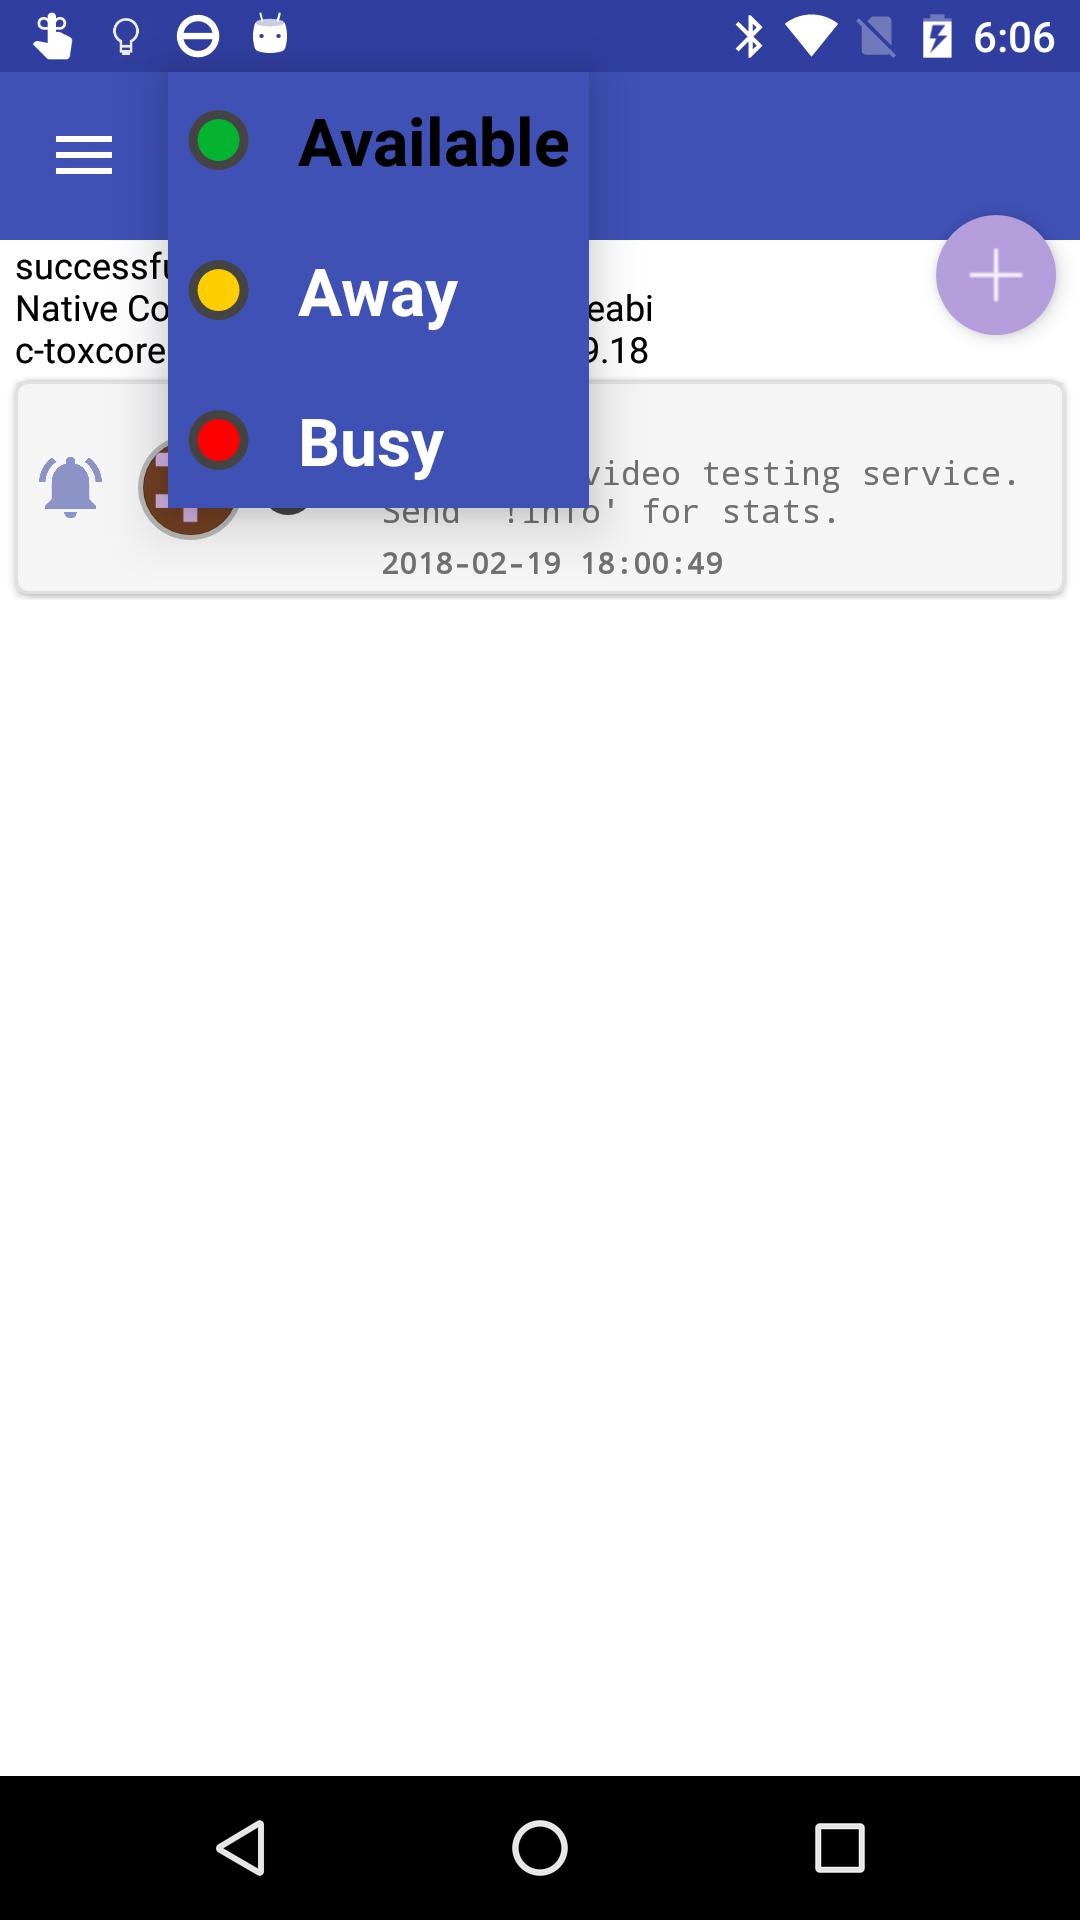 6:06
Available
Away
Busy
successfu
Native Co eabi
c-toxcore 9.18
video testing service.
Send '!info' for stats.
2018-02-19 18:00:49